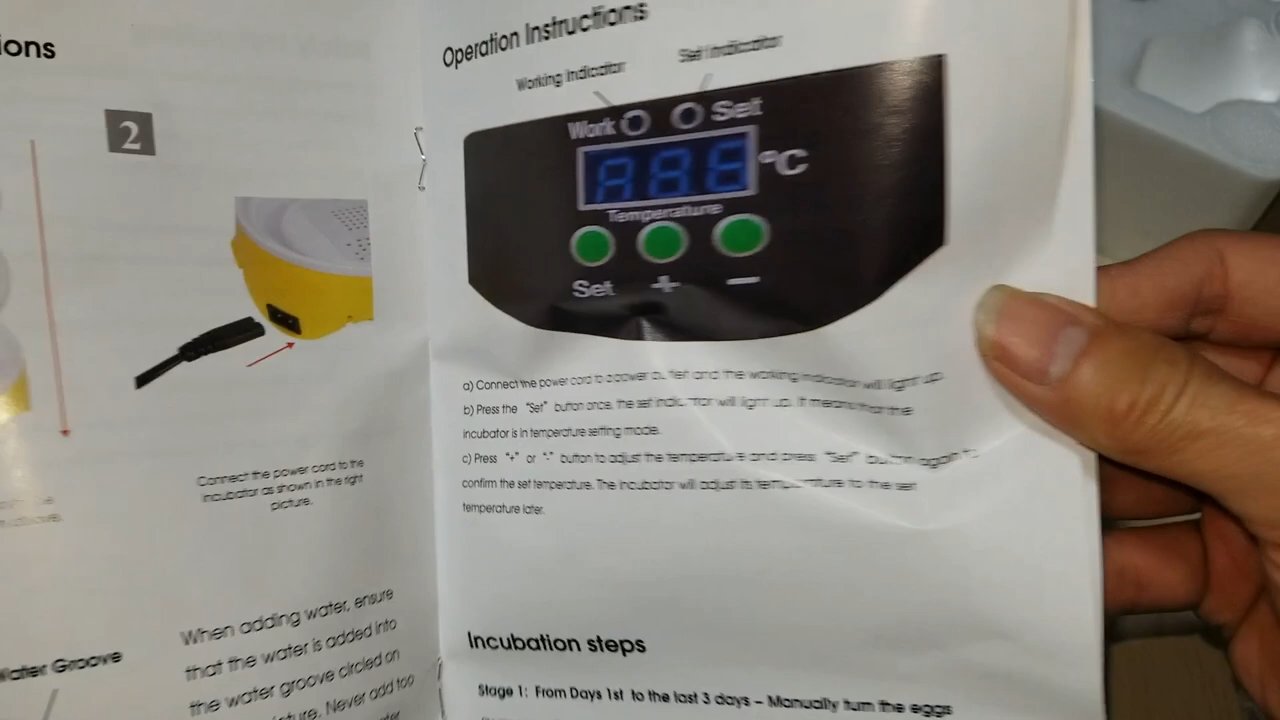 ions
2
Connect the power cord to the
incubator as shown in the right
picture.
Water Groove
When adding water, ensure
that the water is added into
the water groove circled on
Never add too
Operation Instructions
Working Indicator
Set Indicator
Work
Set
°C
Temperature
Set
+
−
a) Connect the power cord to a power outlet and the working indicator will light up.
b) Press the “Set” button once, the set indicator will light up. It means that the
incubator is in temperature setting mode.
c) Press “+” or “-” button to adjust the temperature and press “Set” button again to
confirm the set temperature. The incubator will adjust its temperature to the set
temperature later.
Incubation steps
Stage 1: From Days 1st to the last 3 days – Manually turn the eggs